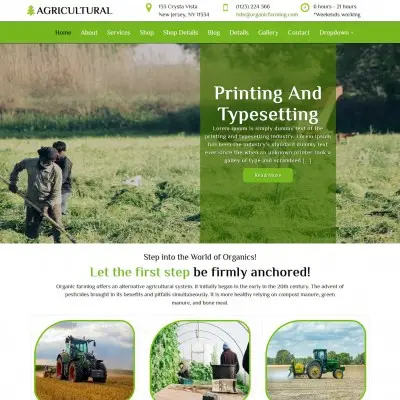 AGRICULTURAL
155 Crysta Vista
New Jersey, NY 11534
(123) 224 566
info@organicfarming.com
6 hours - 21 hours
*Weekends working
Home About Services Shop Shop Details Blog Details Gallery Contact Dropdown
Printing And
Typesetting
Lorem Ipsum is simply dummy text of the
printing and typesetting industry. Lorem Ipsum
has been the industry's standard dummy text
ever since the when an unknown printer took a
galley of type and scrambled [...]
Read More
Step into the World of Organics!
Let the first step be firmly anchored!
Organic farming offers an alternative agricultural system. It initially began in the early in the 20th century. The advent of
pesticides brought in its benefits and pitfalls simultaneously. It is more healthy relying on compost manure, green
manure, and bone meal.